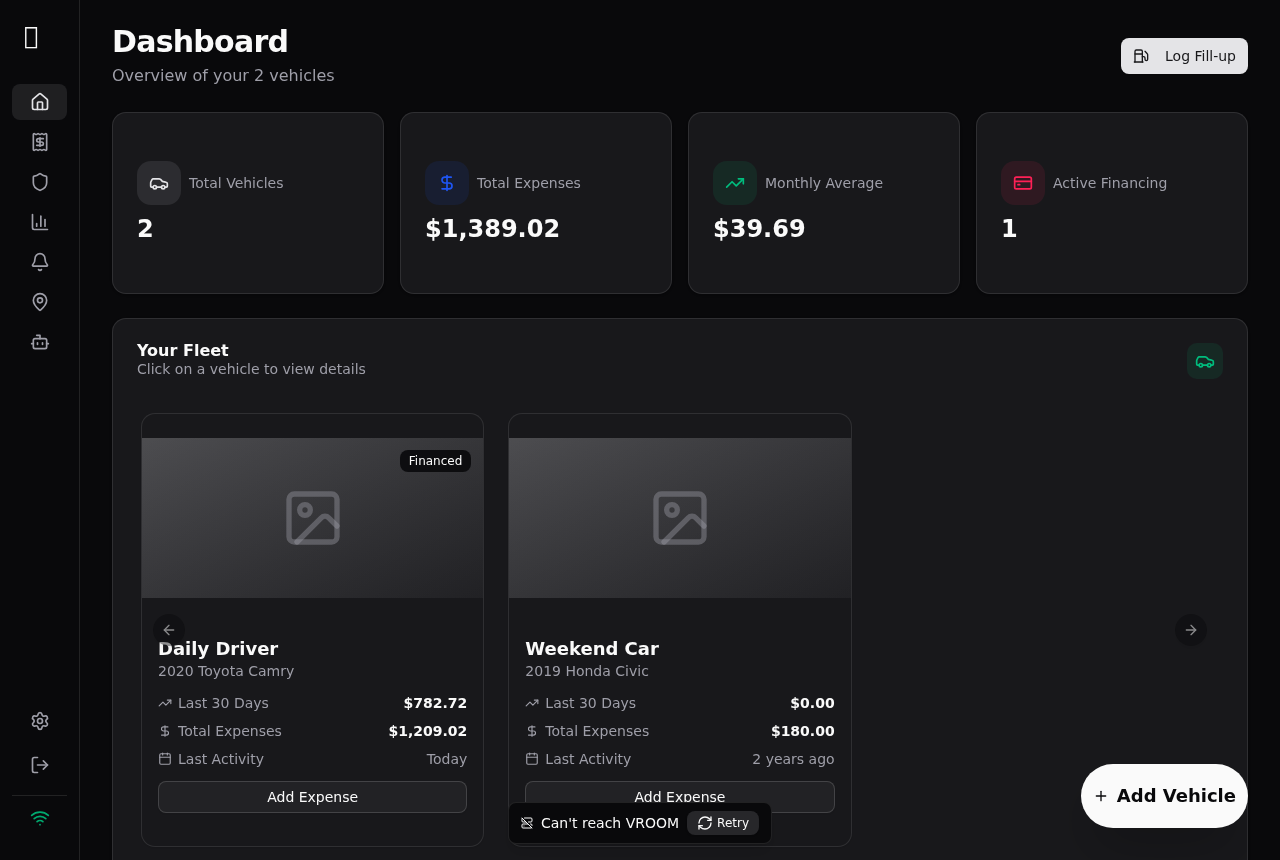 Dashboard
Overview of your 2 vehicles
Log Fill-up
Total Vehicles
2
Total Expenses
$1,389.02
Monthly Average
$39.69
Active Financing
1
Your Fleet
Click on a vehicle to view details
Financed
Daily Driver
2020 Toyota Camry
Last 30 Days $782.72
Total Expenses $1,209.02
Last Activity Today
Add Expense
Weekend Car
2019 Honda Civic
Last 30 Days $0.00
Total Expenses $180.00
Last Activity 2 years ago
Add Expense
Can't reach VROOM Retry
Add Vehicle